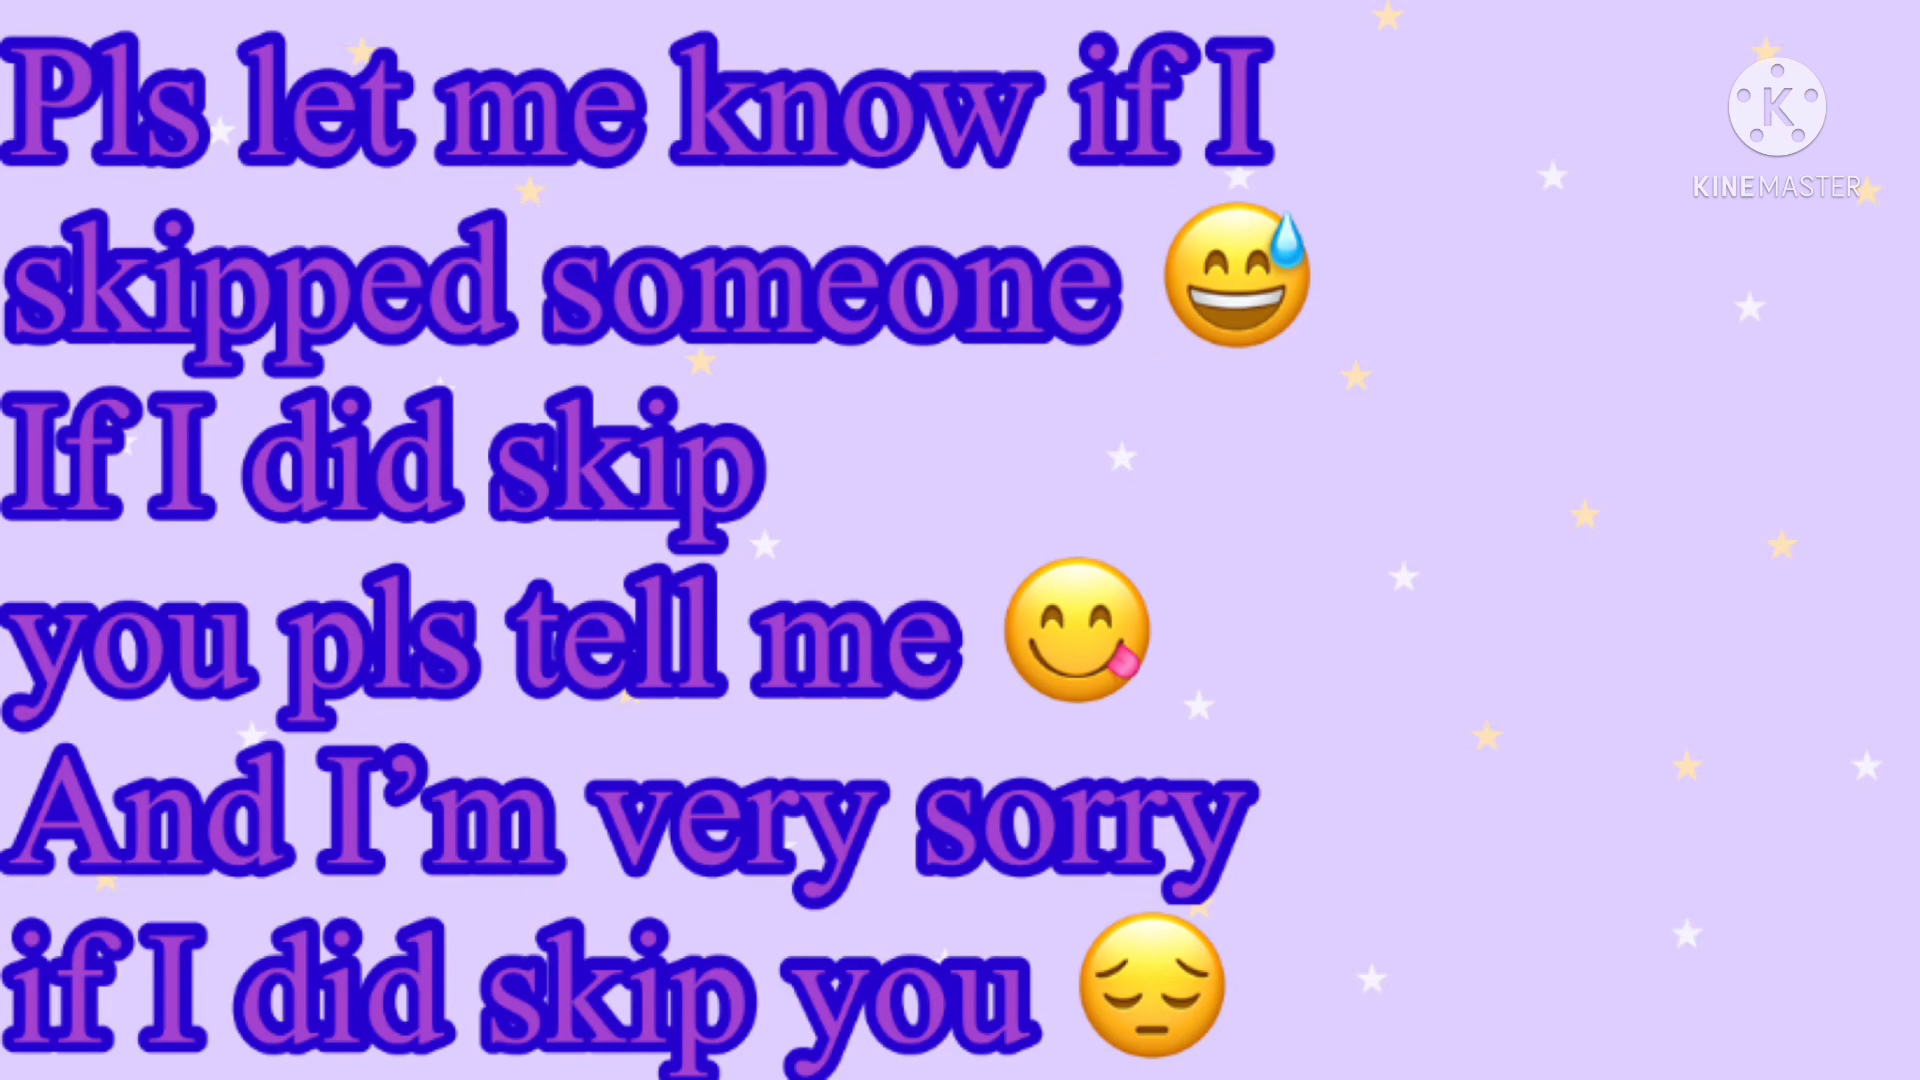 Pls let me know if I
skipped someone 😅
If I did skip
you pls tell me 😋
And I’m very sorry
if I did skip you 😔
K
KINEMASTER